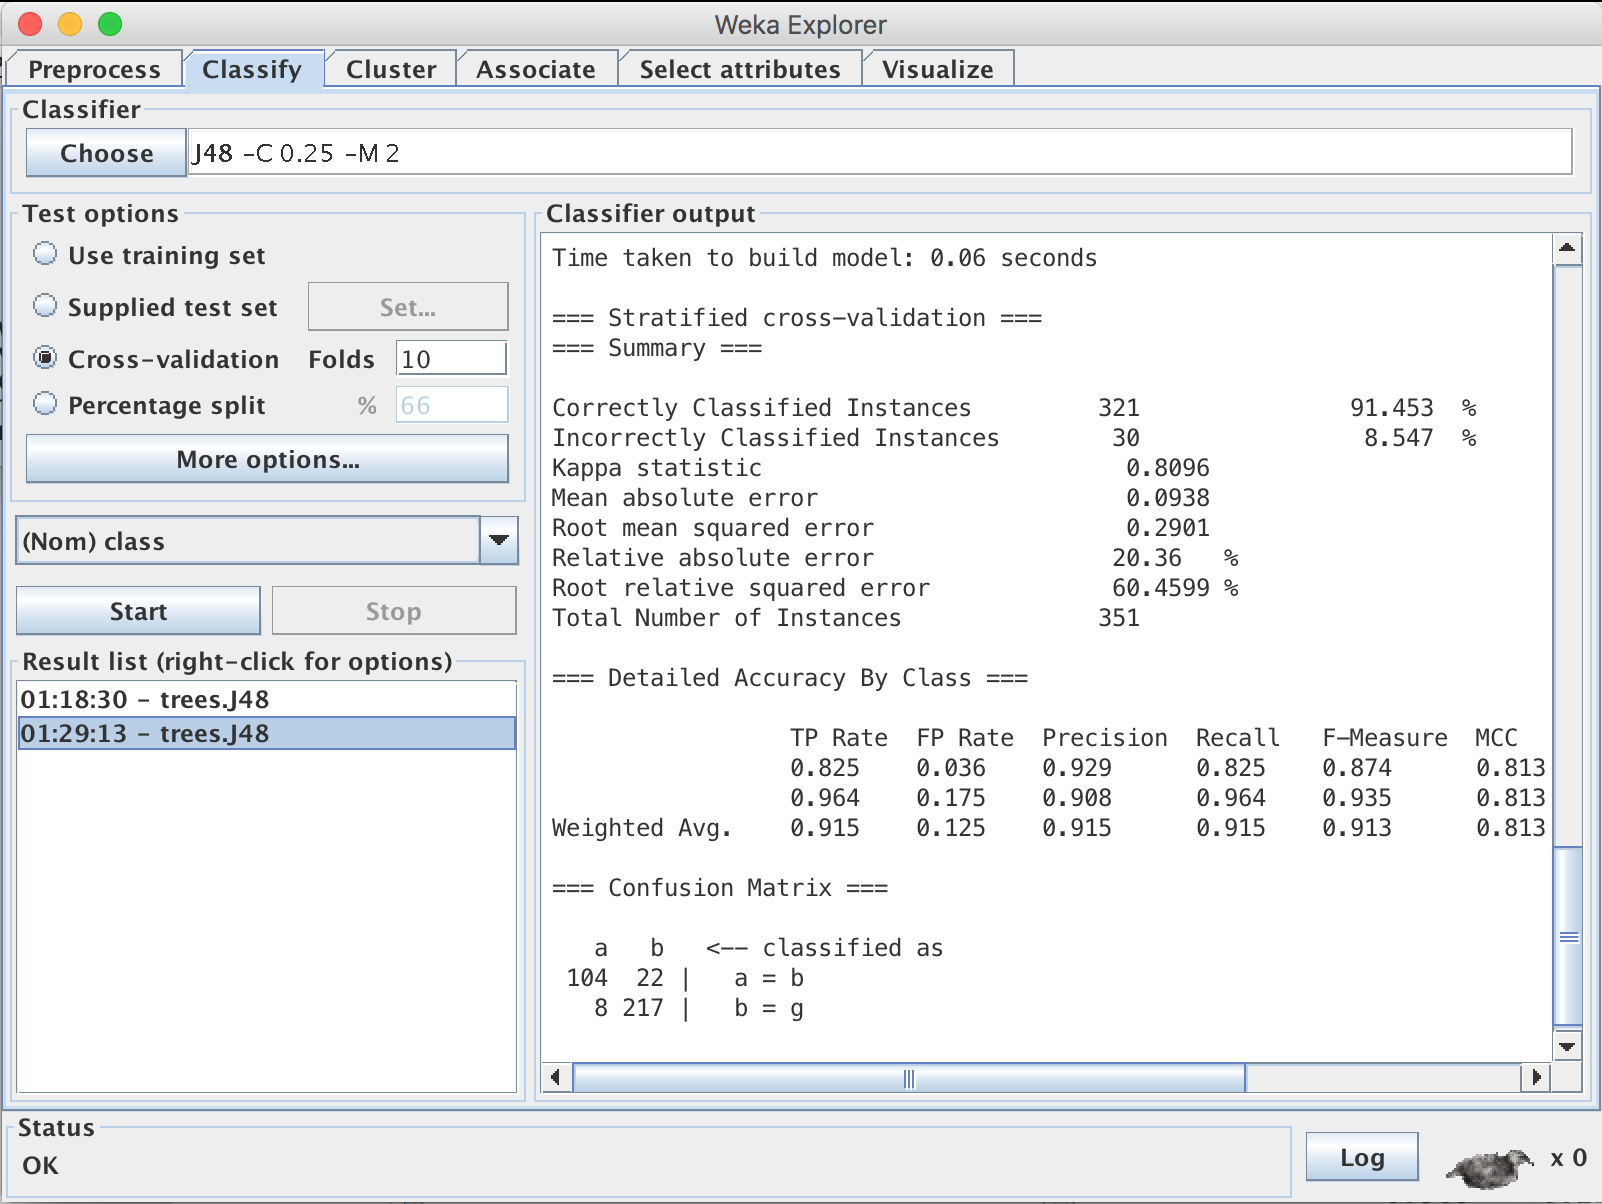 Weka Explorer
Preprocess Classify Cluster Associate Select attributes Visualize
Classifier
Choose J48 -C 0.25 -M 2
Test options
Use training set
Supplied test set Set...
Cross-validation Folds 10
Percentage split % 66
More options...
(Nom) class
Start Stop
Result list (right-click for options)
01:18:30 - trees.J48
01:29:13 - trees.J48
Classifier output
Time taken to build model: 0.06 seconds
=== Stratified cross-validation ===
=== Summary ===
Correctly Classified Instances 321 91.453 %
Incorrectly Classified Instances 30 8.547 %
Kappa statistic 0.8096
Mean absolute error 0.0938
Root mean squared error 0.2901
Relative absolute error 20.36 %
Root relative squared error 60.4599 %
Total Number of Instances 351
=== Detailed Accuracy By Class ===
TP Rate FP Rate Precision Recall F-Measure MCC
0.825 0.036 0.929 0.825 0.874 0.813
0.964 0.175 0.908 0.964 0.935 0.813
Weighted Avg. 0.915 0.125 0.915 0.915 0.913 0.813
=== Confusion Matrix ===
a b <-- classified as
104 22 | a = b
8 217 | b = g
Status
OK
Log x 0